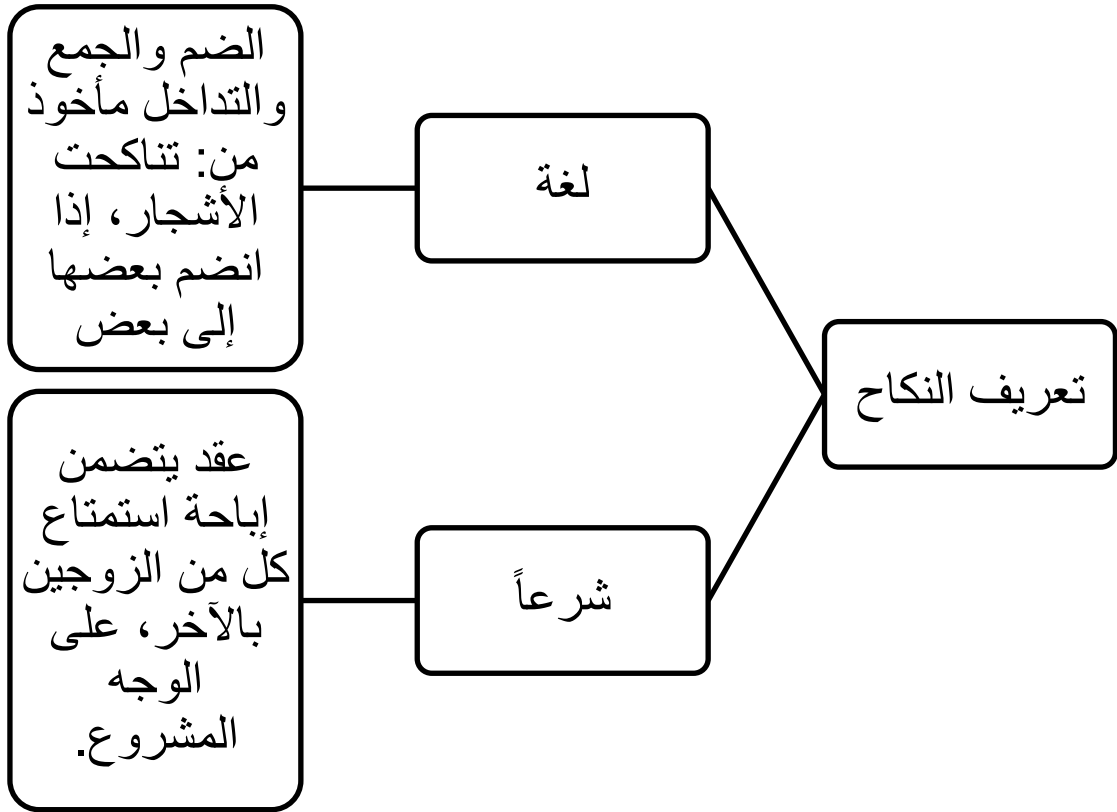 تعريف النكاح
لغة
الضم والجمع
والتداخل مأخوذ
من: تناكحت
الأشجار، إذا
انضم بعضها
إلى بعض
شرعاً
عقد يتضمن
إباحة استمتاع
كل من الزوجين
بالآخر، على
الوجه
المشروع.